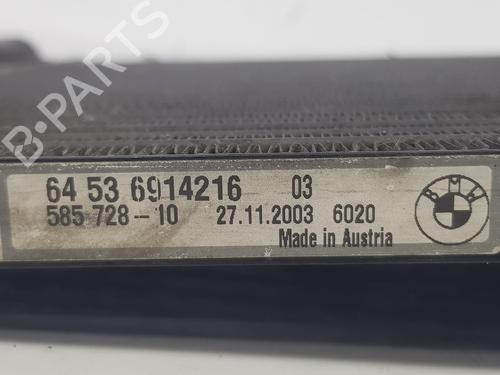 B-PARTS
64 53 6914216 03
585 728-10 27.11.2003 6020
Made in Austria
BMW